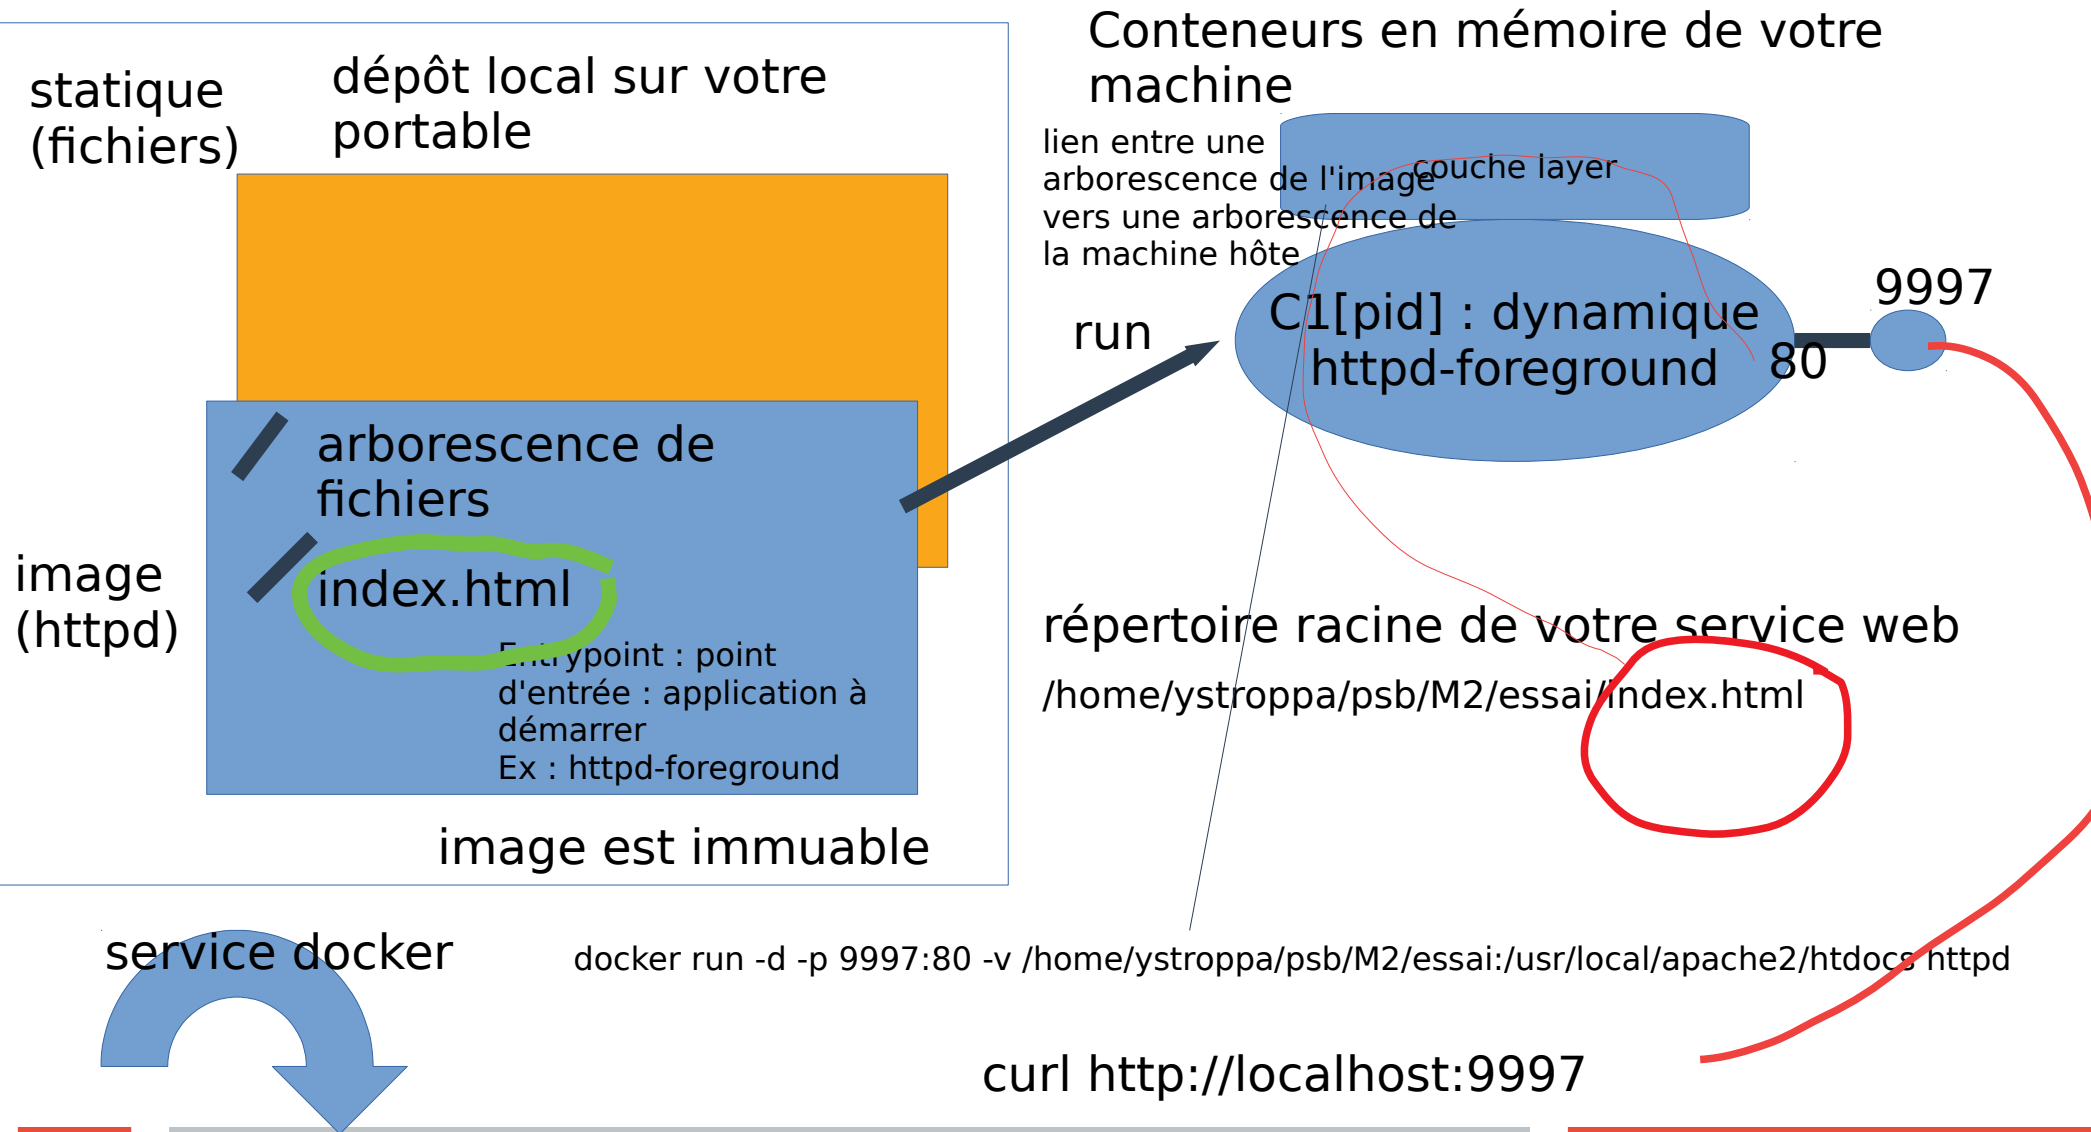 statique
(fichiers)
dépôt local sur votre
portable
arborescence de
fichiers
index.html
Entrypoint : point
d'entrée : application à
démarrer
Ex : httpd-foreground
image
(httpd)
image est immuable
Conteneurs en mémoire de votre
machine
lien entre une
arborescence de l'image
vers une arborescence de
la machine hôte
couche layer
run
C1[pid] : dynamique
httpd-foreground
80
9997
répertoire racine de votre service web
/home/ystroppa/psb/M2/essai/index.html
service docker
docker run -d -p 9997:80 -v /home/ystroppa/psb/M2/essai:/usr/local/apache2/htdocs httpd
curl http://localhost:9997